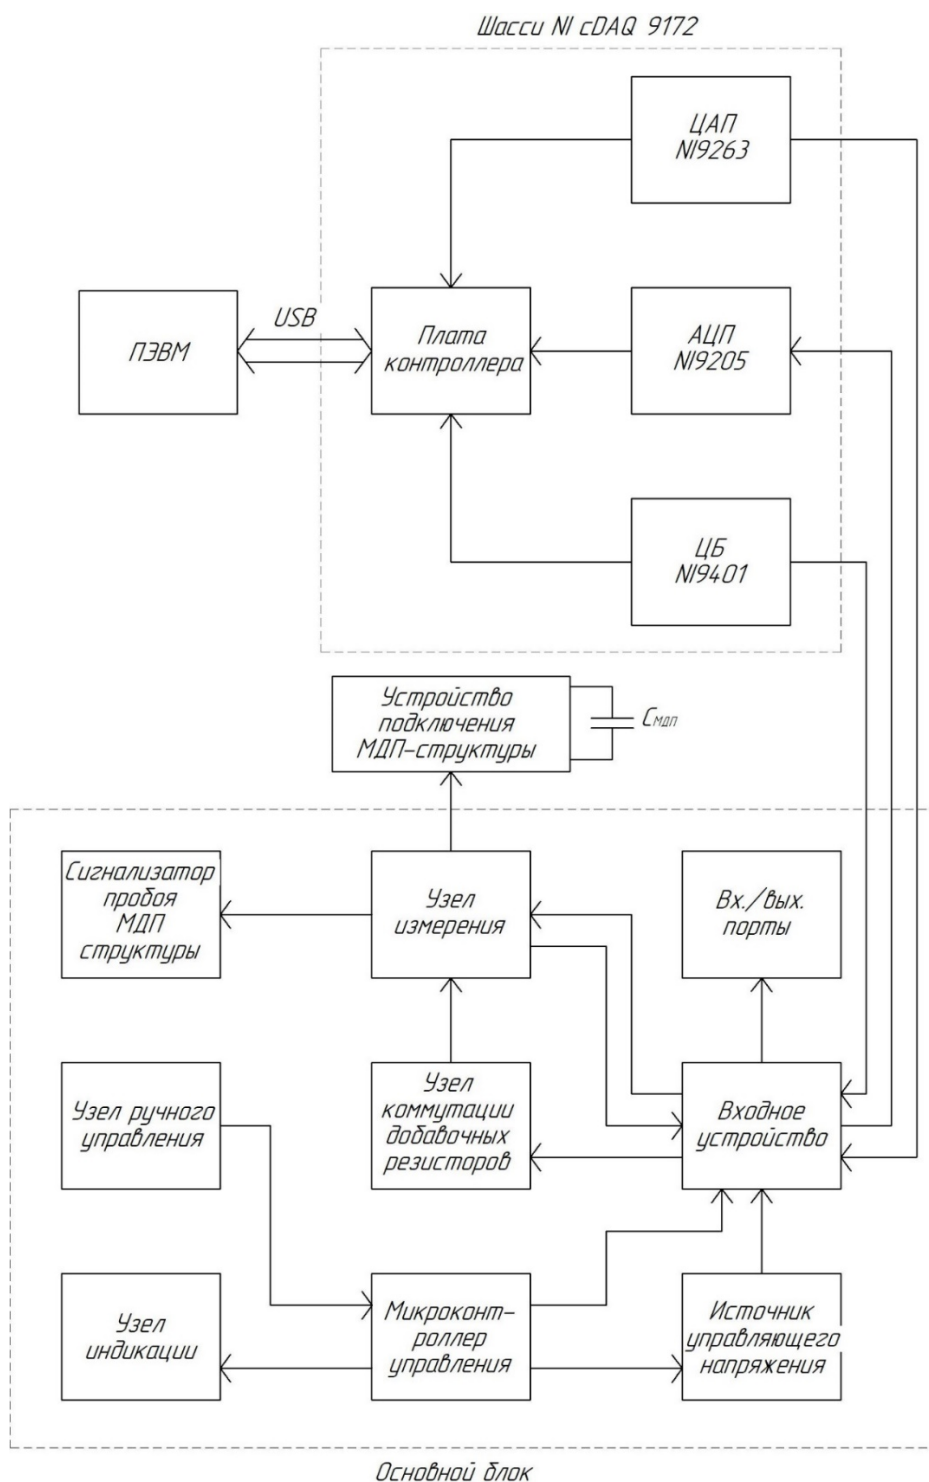 Шасси NI cDAQ 9172
ЦАП
NI9263
USB
ПЭВМ
Плата
контроллера
АЦП
NI9205
ЦБ
NI9401
Устройство
подключения
МДП-структуры
Cмдп
Сигнализатор
пробоя
МДП
структуры
Узел
измерения
Вх./вых.
порты
Узел ручного
управления
Узел
коммутации
добавочных
резисторов
Входное
устройство
Узел
индикации
Микроконт-
роллер
управления
Источник
управляющего
напряжения
Основной блок